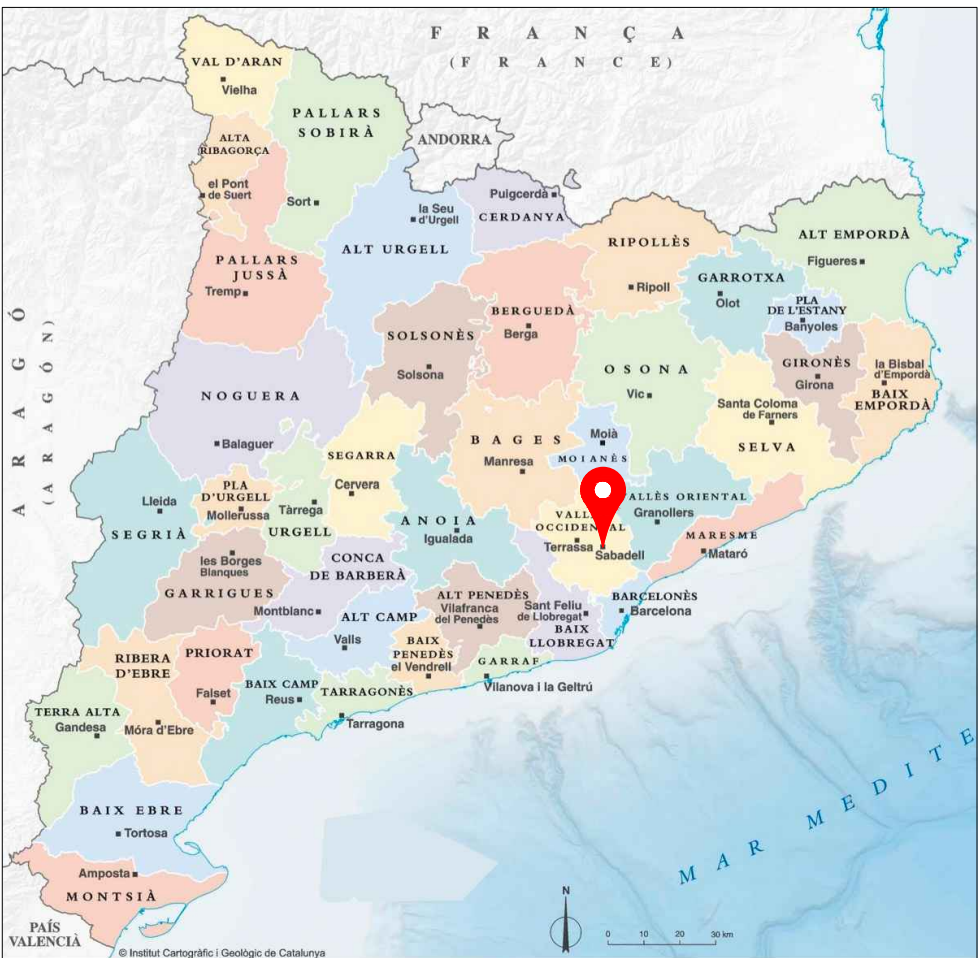 F R A N Ç A
( F R A N C E )
VAL D'ARAN
Vielha
PALLARS
SOBIRÀ
ALTA
RIBAGORÇA
ANDORRA
el Pont
de Suert
Sort
la Seu
d'Urgell
Puigcerdà
CERDANYA
ALT URGELL
RIPOLLÈS
Ripoll
ALT EMPORDÀ
Figueres
PALLARS
JUSSÀ
Tremp
GARROTXA
Olot
PLA
DE L'ESTANY
Banyoles
BERGUEDÀ
Berga
SOLSONÈS
Solsona
OSONA
Vic
GIRONÈS
Girona
la Bisbal
d'Empordà
BAIX
EMPORDÀ
A R A G Ó
( A R A G Ó N )
NOGUERA
Balaguer
Santa Coloma
de Farners
SELVA
BAGES
Manresa
Moià
MOIANÈS
SEGARRA
Cervera
Lleida
SEGRIÀ
PLA
D'URGELL
Mollerussa
Tàrrega
URGELL
ANOIA
Igualada
VALLÈS ORIENTAL
Granollers
OCCIDENTAL
Terrassa
Sabadell
MARESME
Mataró
les Borges
Blanques
GARRIGUES
CONCA
DE BARBERÀ
Montblanc
ALT PENEDÈS
Vilafranca
del Penedès
Sant Feliu
de Llobregat
BAIX
LLOBREGAT
BARCELONÈS
Barcelona
ALT CAMP
Valls
BAIX
PENEDÈS
el Vendrell
GARRAF
Vilanova i la Geltrú
RIBERA
D'EBRE
Móra d'Ebre
PRIORAT
Falset
BAIX CAMP
Reus
TARRAGONÈS
Tarragona
TERRA ALTA
Gandesa
BAIX EBRE
Tortosa
Amposta
MONTSIÀ
PAÍS
VALENCIÀ
MAR MEDITE
N
0 10 20 30 km
© Institut Cartogràfic i Geològic de Catalunya